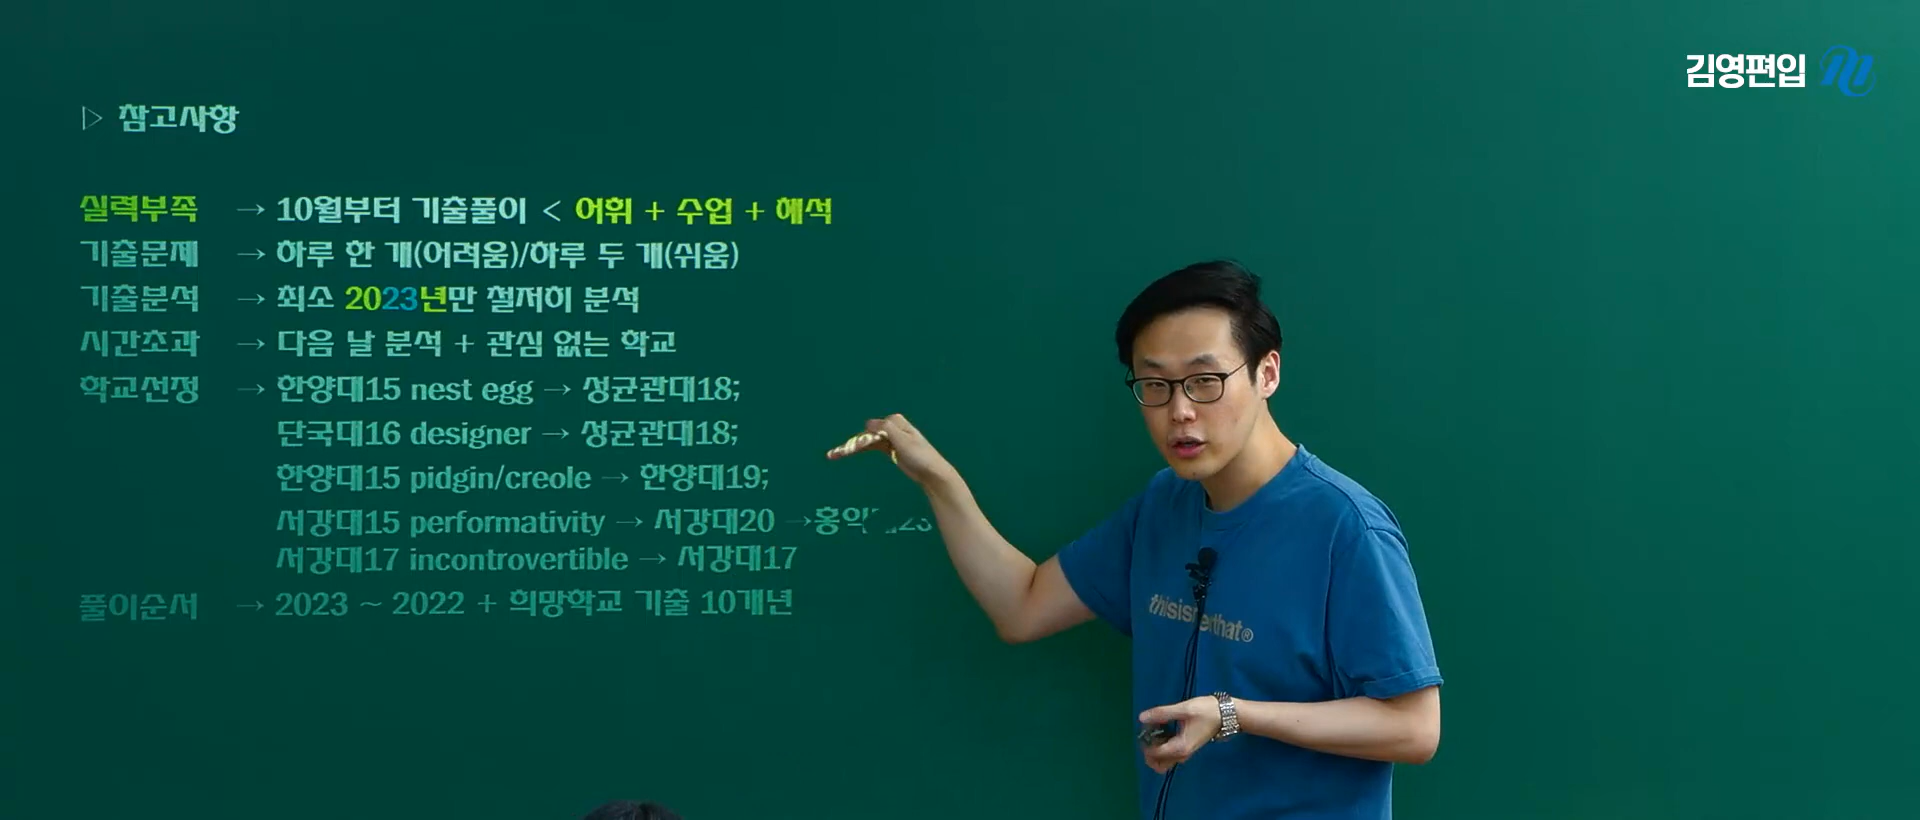 김영편입
▷ 참고사항
실력부족 → 10월부터 기출풀이 < 어휘 + 수업 + 해석
기출문제 → 하루 한 개(어려움)/하루 두 개(쉬움)
기출분석 → 최소 2023년만 철저히 분석
시간초과 → 다음 날 분석 + 관심 없는 학교
학교선정 → 한양대15 nest egg → 성균관대18;
단국대16 designer → 성균관대18;
한양대15 pidgin/creole → 한양대19;
서강대15 performativity → 서강대20 →
서강대17 incontrovertible → 서강대17
풀이순서 → 2023 ~ 2022 + 희망학교 기출 10개년